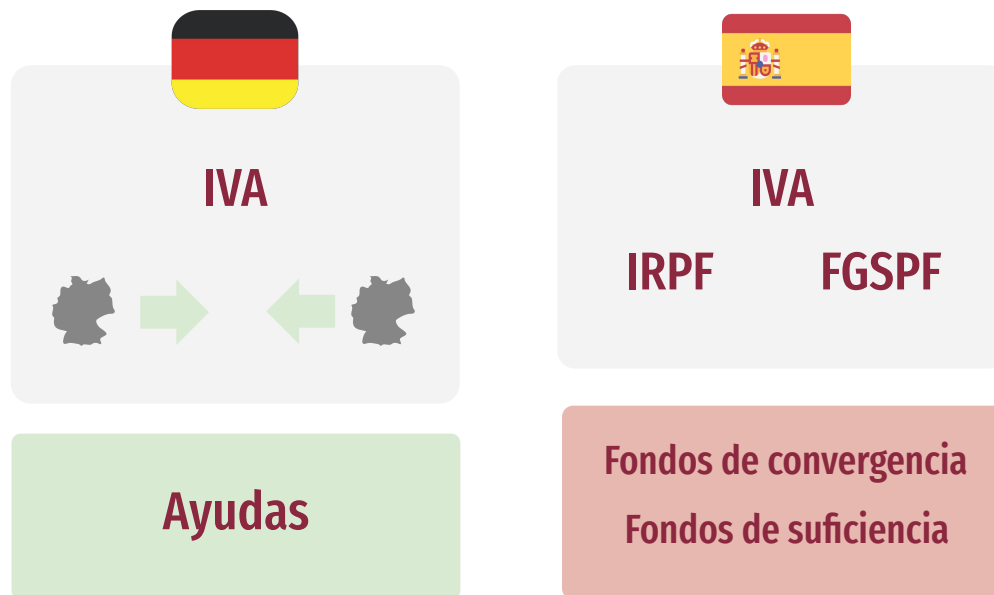 IVA
Ayudas
IVA
IRPF FGSPF
Fondos de convergencia
Fondos de suficiencia